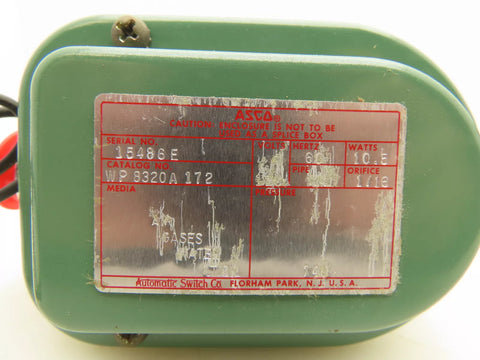 ASCO®
CAUTION: ENCLOSURE IS NOT TO BE
USED AS A SPLICE BOX
SERIAL NO. VOLTS HERTZ WATTS
15486E 10.5
CATALOG NO. PIPE ORIFICE
WP 8320A 172 1/16
MEDIA PRESSURE
GASES
WATER
Automatic Switch Co. FLORHAM PARK, N.J. U.S.A.